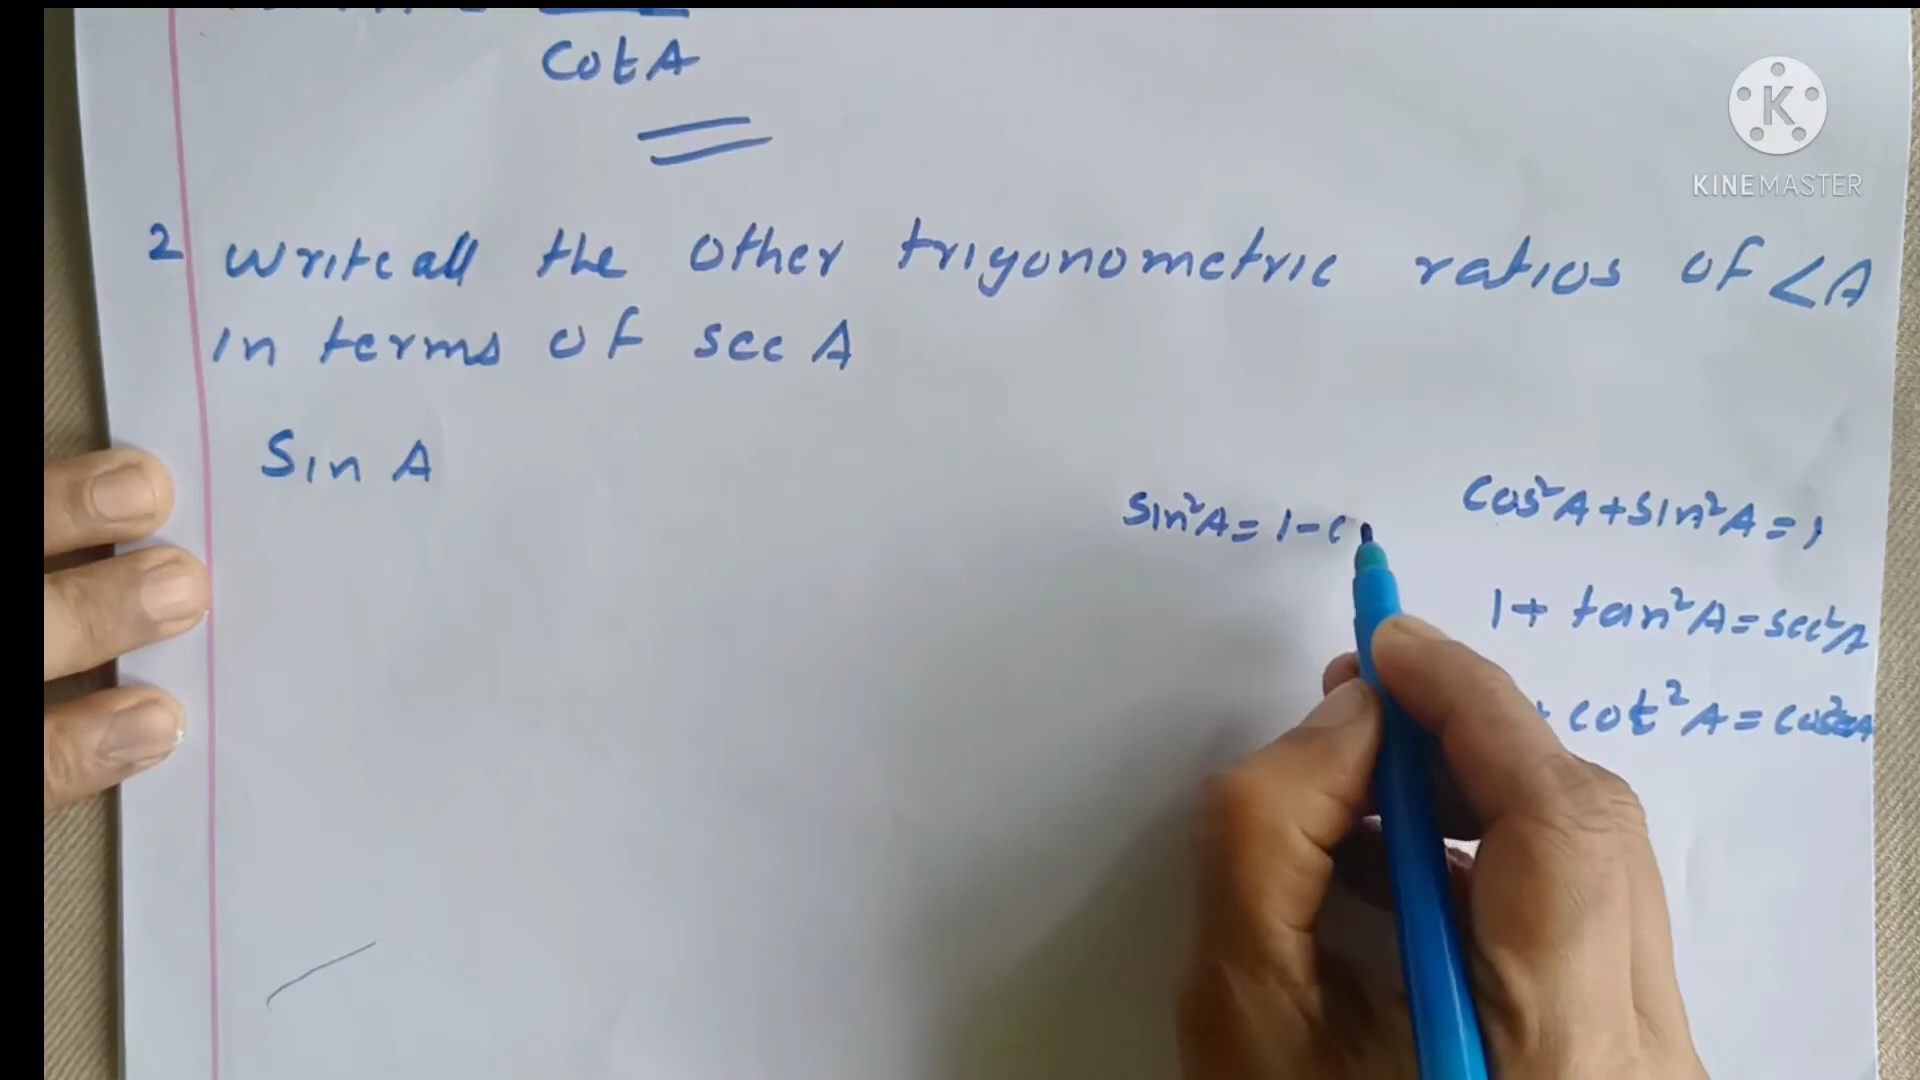 Cot A
K
KINEMASTER
2 Write all the other trigonometric ratios of <A
in terms of sec A
Sin A
Sin²A = 1 - c
Cos²A + Sin²A = 1
1 + tan²A = sec²A
+ cot²A = cosec²A